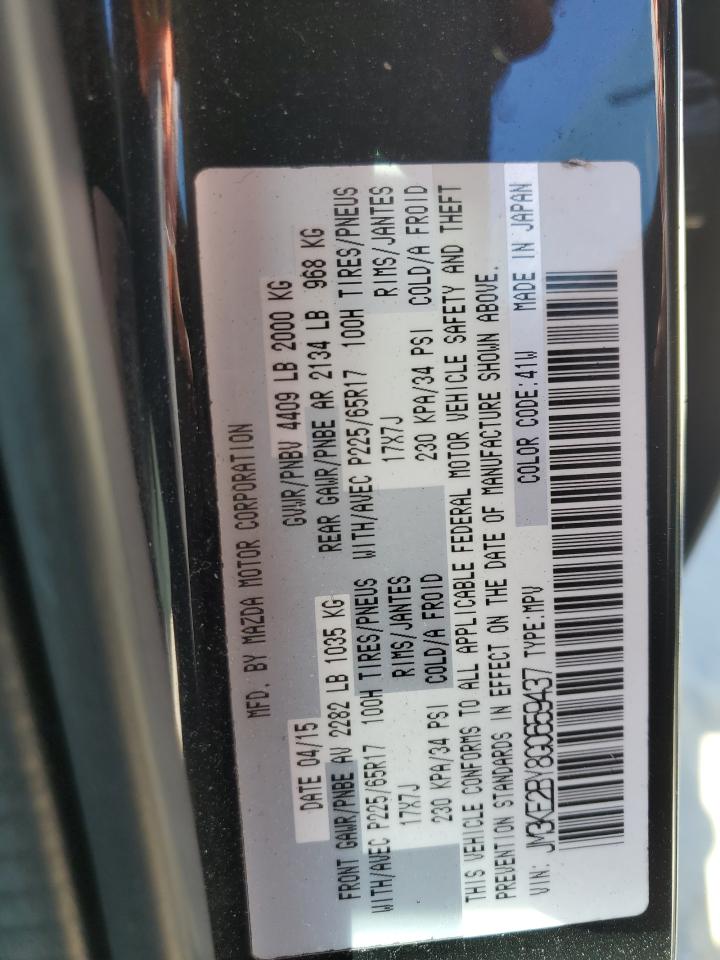 MFD. BY MAZDA MOTOR CORPORATION
DATE 04/15 GVWR/PNBV 4409 LB 2000 KG
FRONT GAWR/PNBE AV 2282 LB 1035 KG REAR GAWR/PNBE AR 2134 LB 968 KG
WITH/AVEC P225/65R17 100H TIRES/PNEUS WITH/AVEC P225/65R17 100H TIRES/PNEUS
17X7J RIMS/JANTES 17X7J RIMS/JANTES
230 KPA/34 PSI COLD/A FROID 230 KPA/34 PSI COLD/A FROID
THIS VEHICLE CONFORMS TO ALL APPLICABLE FEDERAL MOTOR VEHICLE SAFETY AND THEFT
PREVENTION STANDARDS IN EFFECT ON THE DATE OF MANUFACTURE SHOWN ABOVE.
VIN: JM3KE2BY8G0659437 TYPE:MPV COLOR CODE:41W MADE IN JAPAN